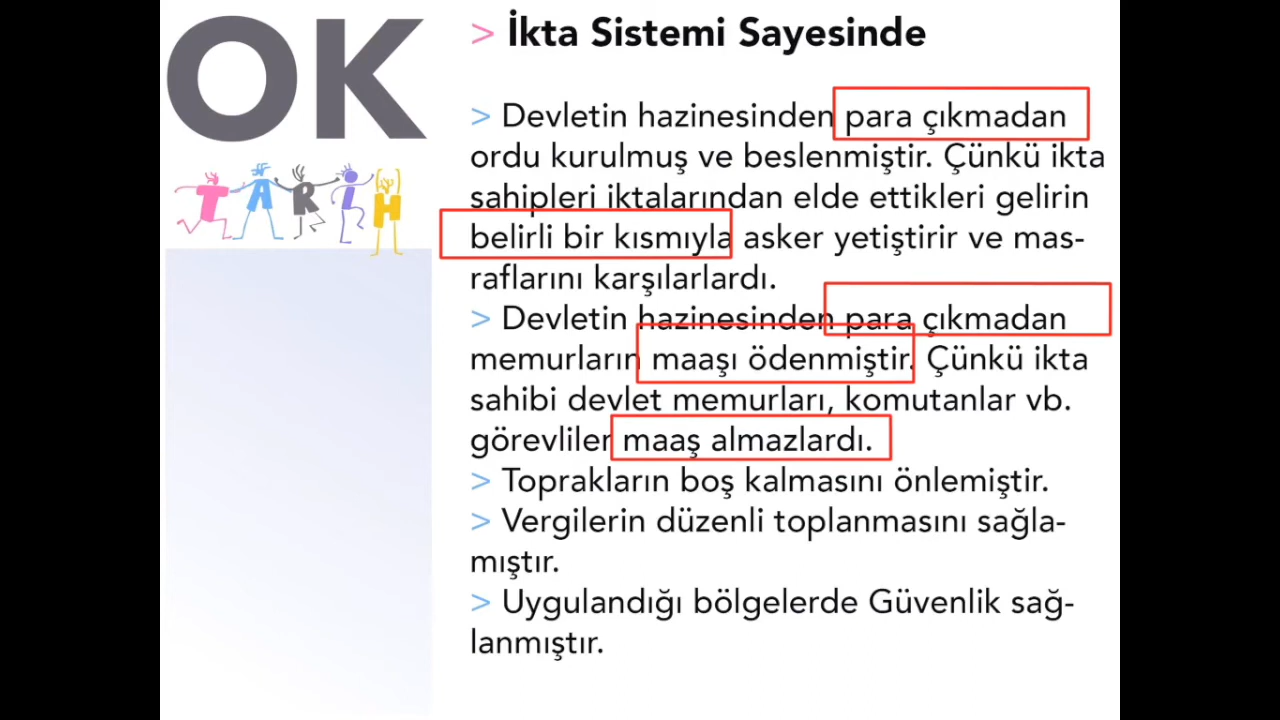 OK
TARİH
> İkta Sistemi Sayesinde
> Devletin hazinesinden para çıkmadan
ordu kurulmuş ve beslenmiştir. Çünkü ikta
sahipleri iktalarından elde ettikleri gelirin
belirli bir kısmıyla asker yetiştirir ve mas-
raflarını karşılarlardı.
> Devletin hazinesinden para çıkmadan
memurların maaşı ödenmiştir. Çünkü ikta
sahibi devlet memurları, komutanlar vb.
görevliler maaş almazlardı.
> Toprakların boş kalmasını önlemiştir.
> Vergilerin düzenli toplanmasını sağla-
mıştır.
> Uygulandığı bölgelerde Güvenlik sağ-
lanmıştır.